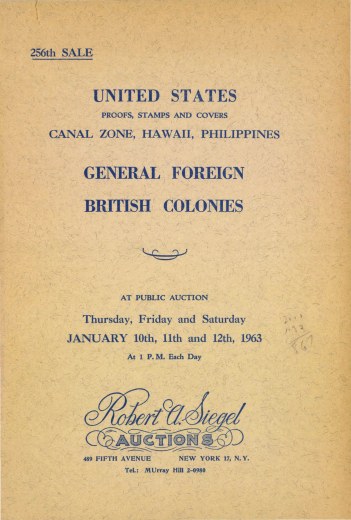 256th SALE
UNITED STATES
PROOFS, STAMPS AND COVERS
CANAL ZONE, HAWAII, PHILIPPINES
GENERAL FOREIGN
BRITISH COLONIES
AT PUBLIC AUCTION
Thursday, Friday and Saturday
JANUARY 10th, 11th and 12th, 1963
At 1 P. M. Each Day
Robert A. Siegel
AUCTIONS
489 FIFTH AVENUE NEW YORK 17, N. Y.
Tel.: MUrray Hill 2-0980